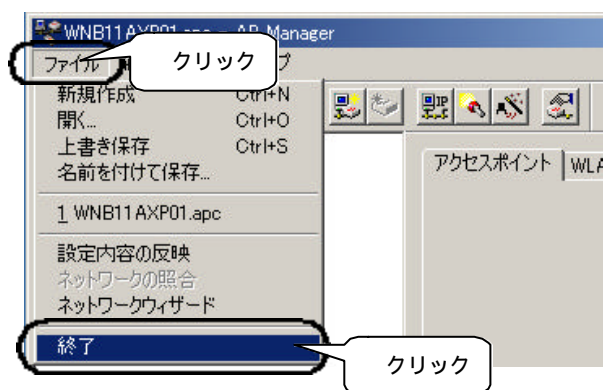 WNB11AXP01.apc - AP Manager
ファイル
クリック
プ
新規作成 Ctrl+N
開く... Ctrl+O
上書き保存 Ctrl+S
名前を付けて保存...
アクセスポイント WLA
1 WNB11AXP01.apc
設定内容の反映
ネットワークの照合
ネットワークウィザード
終了
クリック